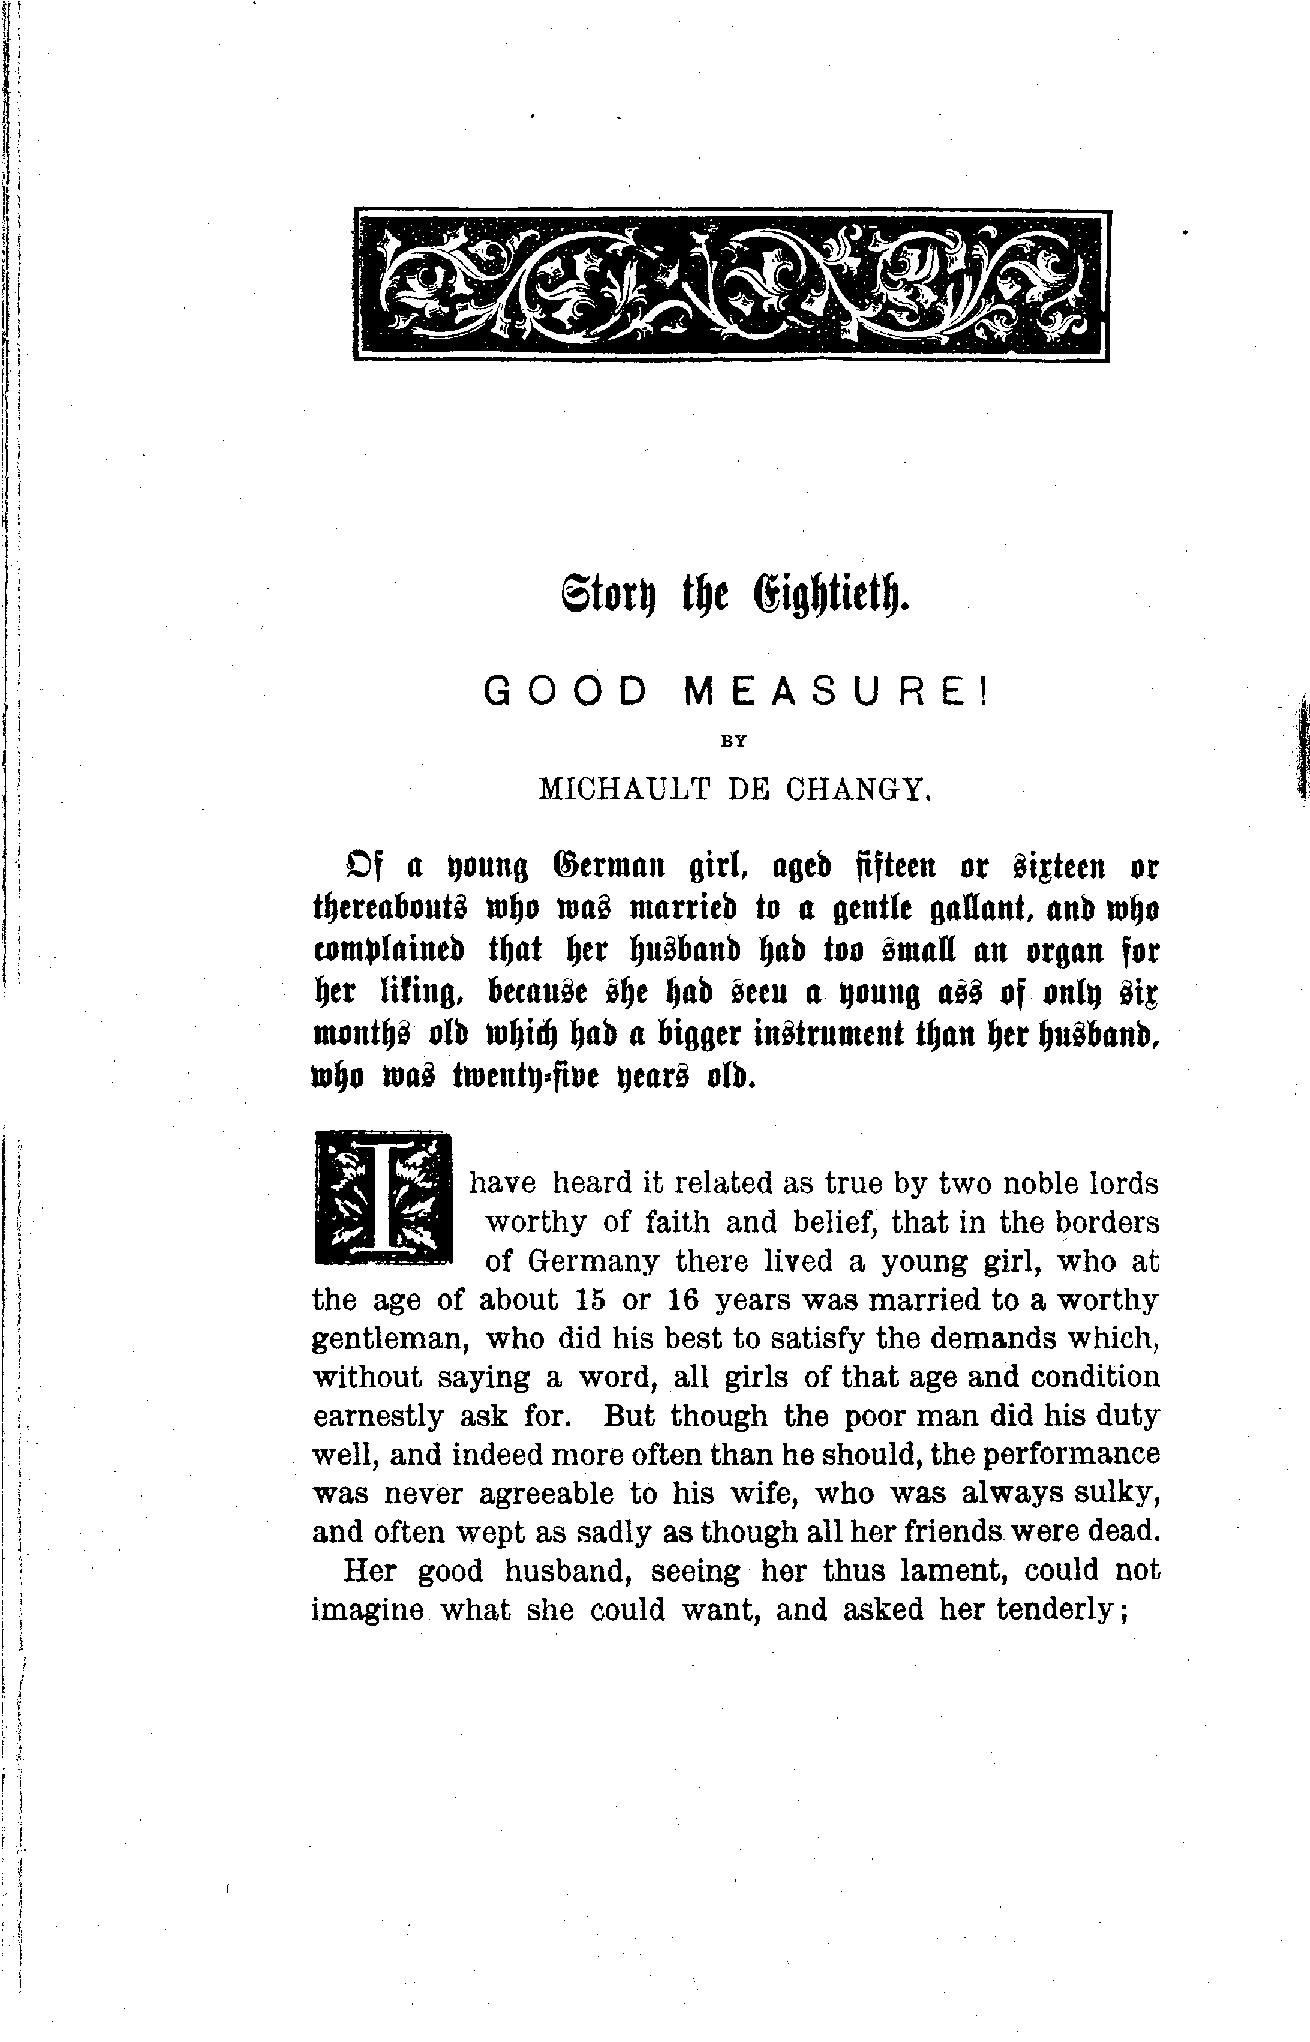 Story the Eightieth.
GOOD MEASURE!
BY
MICHAULT DE CHANGY.
Of a young German girl, aged fifteen or sixteen or
thereabouts who was married to a gentle gallant, and who
complained that her husband had too small an organ for
her liking, because she had seen a young ass of only six
months old which had a bigger instrument than her husband,
who was twenty-five years old.
I have heard it related as true by two noble lords
worthy of faith and belief, that in the borders
of Germany there lived a young girl, who at
the age of about 15 or 16 years was married to a worthy
gentleman, who did his best to satisfy the demands which,
without saying a word, all girls of that age and condition
earnestly ask for. But though the poor man did his duty
well, and indeed more often than he should, the performance
was never agreeable to his wife, who was always sulky,
and often wept as sadly as though all her friends were dead.
Her good husband, seeing her thus lament, could not
imagine what she could want, and asked her tenderly;